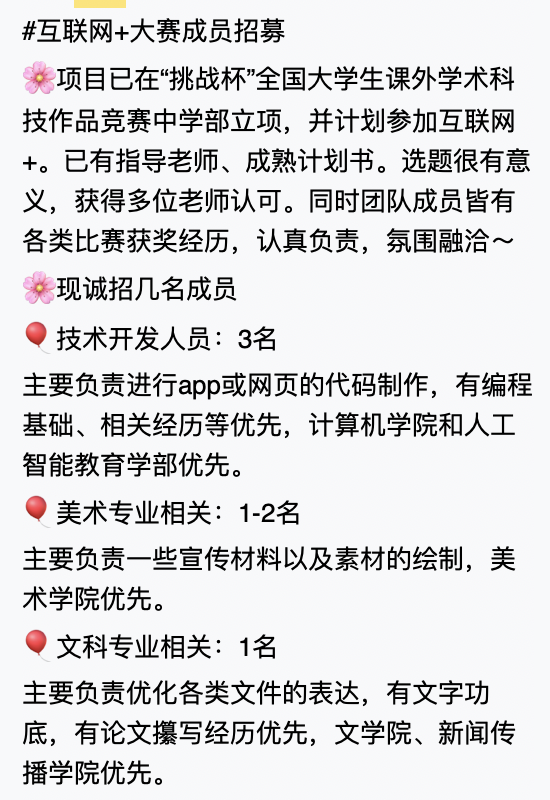 #互联网+大赛成员招募
🌸项目已在“挑战杯”全国大学生课外学术科
技作品竞赛中学部立项，并计划参加互联网
+。已有指导老师、成熟计划书。选题很有意
义，获得多位老师认可。同时团队成员皆有
各类比赛获奖经历，认真负责，氛围融洽～
🌸现诚招几名成员
🎈技术开发人员：3名
主要负责进行app或网页的代码制作，有编程
基础、相关经历等优先，计算机学院和人工
智能教育学部优先。
🎈美术专业相关：1-2名
主要负责一些宣传材料以及素材的绘制，美
术学院优先。
🎈文科专业相关：1名
主要负责优化各类文件的表达，有文字功
底，有论文攥写经历优先，文学院、新闻传
播学院优先。